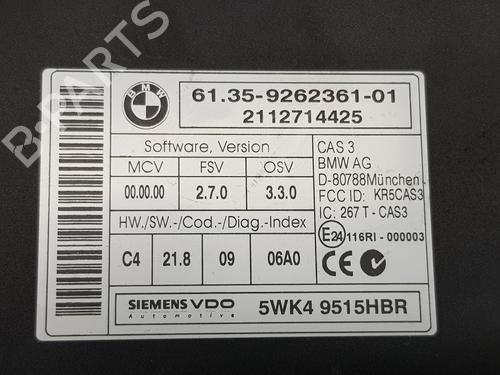 B-PARTS
BMW
61.35-9262361-01
2112714425
Software, Version
MCV FSV OSV
00.00.00 2.7.0 3.3.0
HW./SW.-/Cod.-/Diag.-Index
C4 21.8 09 06A0
CAS 3
BMW AG
D-80788München
FCC ID: KR5CAS3
IC: 267 T - CAS3
E24 116RI - 000003
CE
SIEMENS VDO
Automotive
5WK4 9515HBR